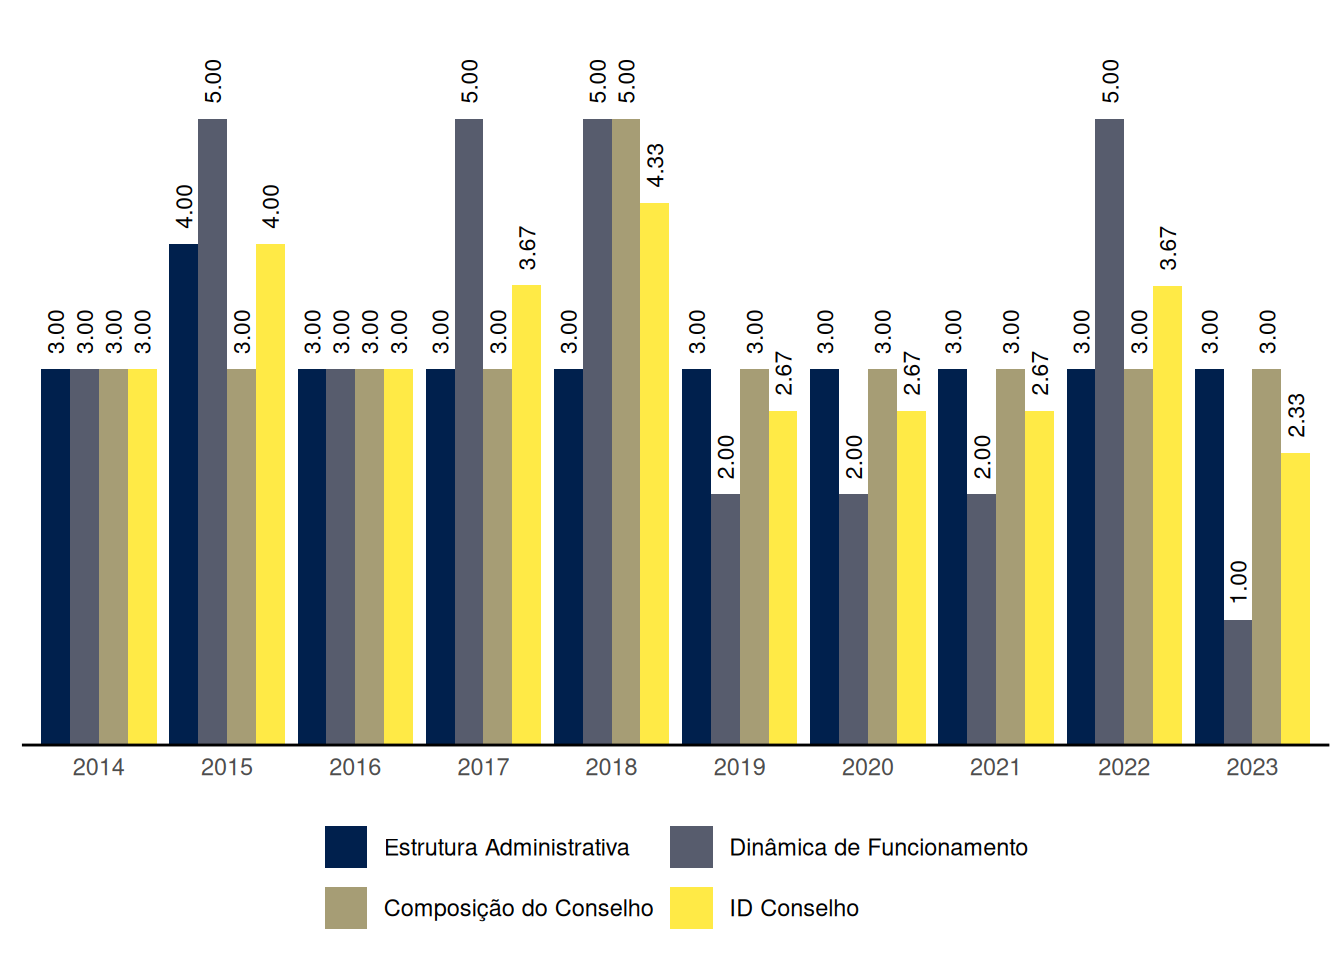 5.00 5.00 5.00 5.00 5.00
4.33
4.00 4.00
3.67 3.67
3.00 3.00 3.00 3.00 3.00 3.00 3.00 3.00 3.00 3.00 3.00 3.00 3.00 3.00 3.00 3.00 3.00 3.00 3.00 3.00 3.00 3.00
2.67 2.67 2.67
2.33
2.00 2.00 2.00
1.00
2014 2015 2016 2017 2018 2019 2020 2021 2022 2023
Estrutura Administrativa Dinâmica de Funcionamento
Composição do Conselho ID Conselho